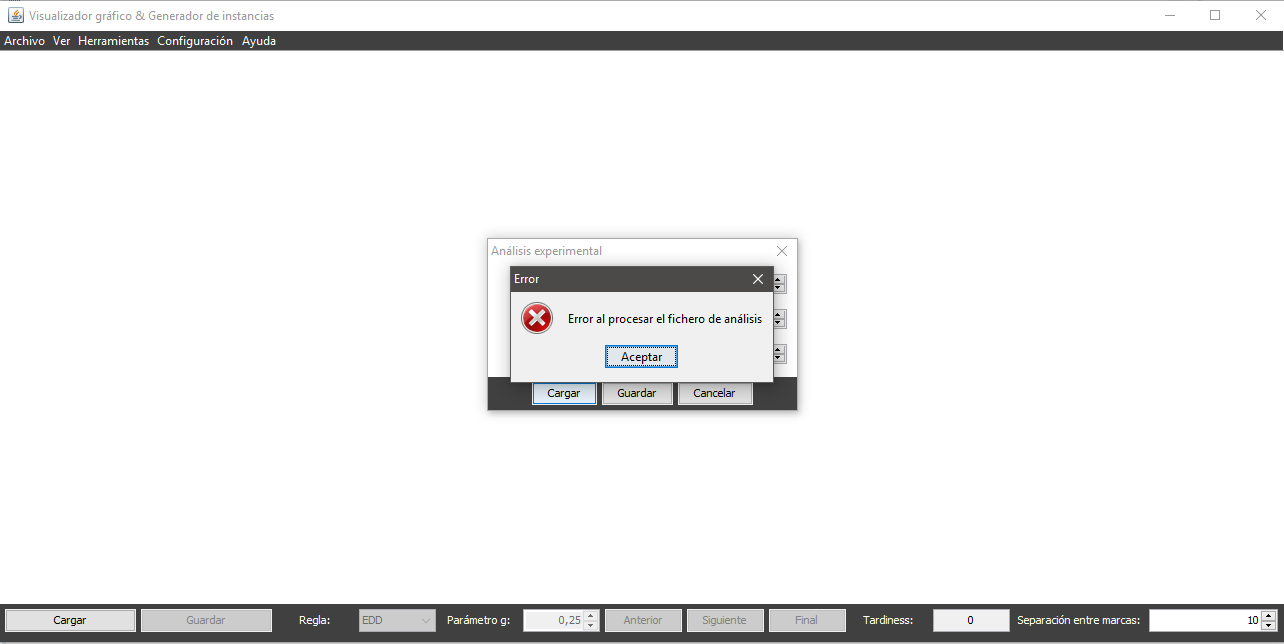 Visualizador gráfico & Generador de instancias
Archivo Ver Herramientas Configuración Ayuda
Análisis experimental
Error
Error al procesar el fichero de análisis
Aceptar
Cargar Guardar Cancelar
Cargar Guardar Regla: EDD Parámetro g: 0,25 Anterior Siguiente Final Tardiness: 0 Separación entre marcas: 10